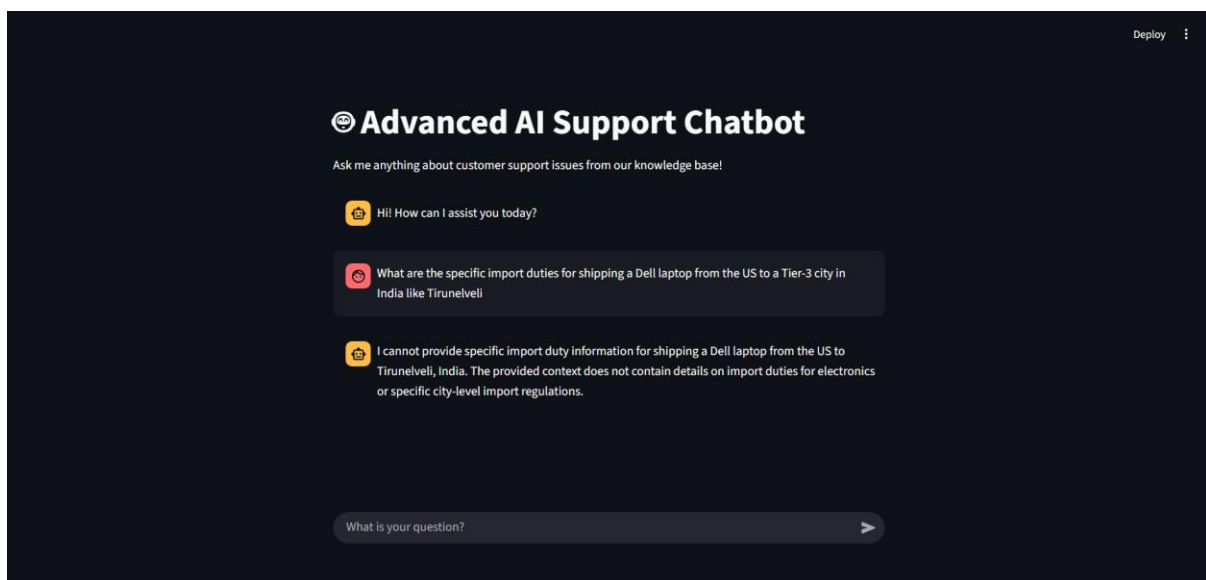 Deploy
Advanced AI Support Chatbot
Ask me anything about customer support issues from our knowledge base!
Hi! How can I assist you today?
What are the specific import duties for shipping a Dell laptop from the US to a Tier-3 city in
India like Tirunelveli
I cannot provide specific import duty information for shipping a Dell laptop from the US to
Tirunelveli, India. The provided context does not contain details on import duties for electronics
or specific city-level import regulations.
What is your question?